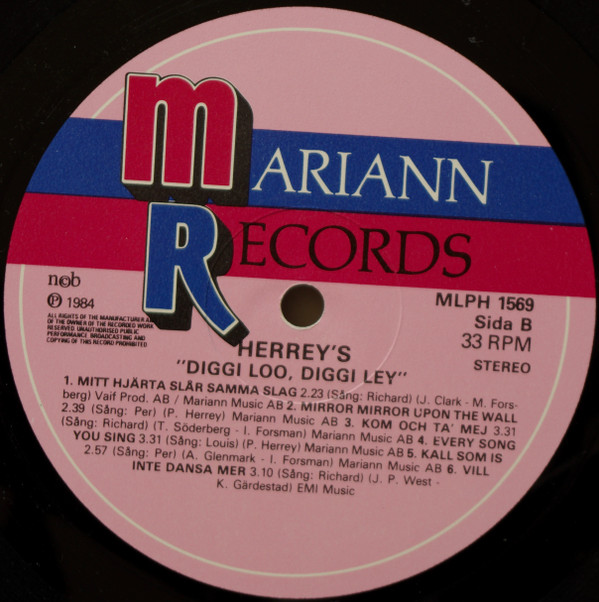 MARIANN
RECORDS
n©b
Ⓟ 1984
ALL RIGHTS OF THE MANUFACTURER AND
OF THE OWNER OF THE RECORDED WORK
RESERVED. UNAUTHORISED PUBLIC
PERFORMANCE BROADCASTING AND
COPYING OF THIS RECORD PROHIBITED
MLPH 1569
Sida B
33 RPM
STEREO
HERREY'S
"DIGGI LOO, DIGGI LEY"
1. MITT HJÄRTA SLÅR SAMMA SLAG 2.23 (Sång: Richard) (J. Clark - M. Fors-
berg) Vaif Prod. AB / Mariann Music AB 2. MIRROR MIRROR UPON THE WALL
2.39 (Sång: Per) (P. Herrey) Mariann Music AB 3. KOM OCH TA' MEJ 3.31
(Sång: Richard) (T. Söderberg - I. Forsman) Mariann Music AB 4. EVERY SONG
YOU SING 3.31 (Sång: Louis) (P. Herrey) Mariann Music AB 5. KALL SOM IS
2.57 (Sång: Per) (A. Glenmark - I. Forsman) Mariann Music AB 6. VILL
INTE DANSA MER 3.10 (Sång: Richard) (J. P. West -
K. Gärdestad) EMI Music